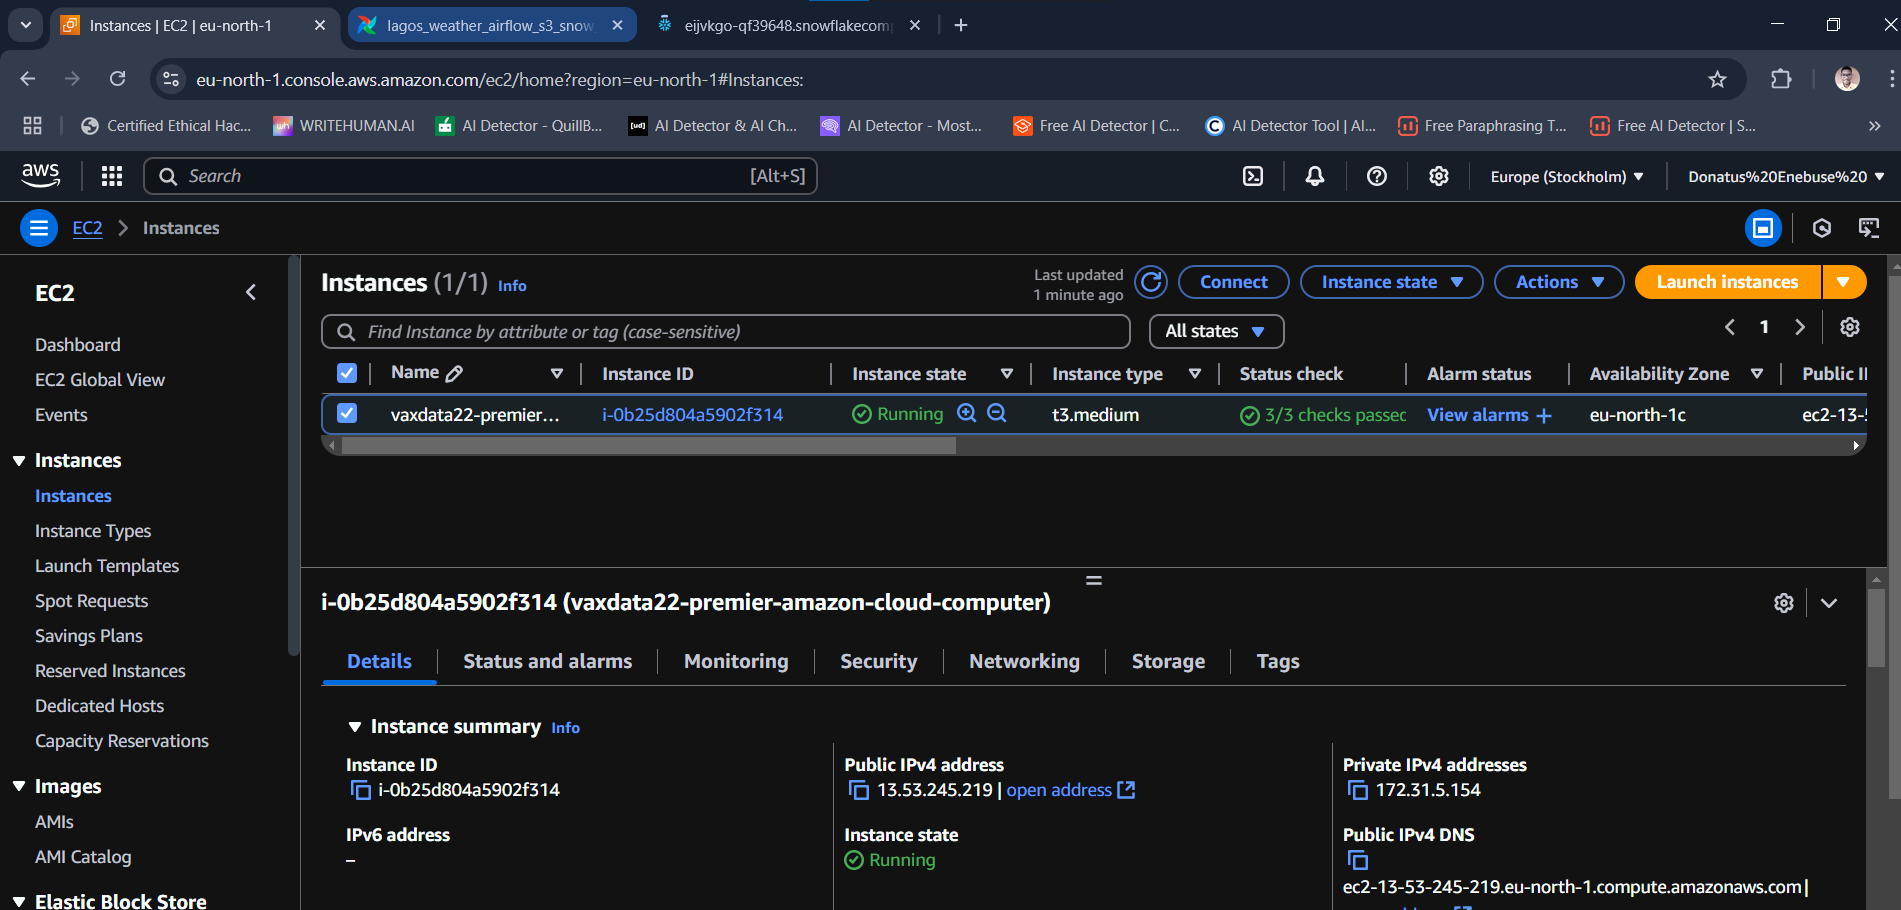 Instances | EC2 | eu-north-1
lagos_weather_airflow_s3_snow
eijvkgo-qf39648.snowflakecom
eu-north-1.console.aws.amazon.com/ec2/home?region=eu-north-1#Instances:
Certified Ethical Hac...
WRITEHUMAN.AI
AI Detector - QuillB...
[ud] AI Detector & AI Ch...
AI Detector - Most...
Free AI Detector | C...
AI Detector Tool | AI...
Free Paraphrasing T...
Free AI Detector | S...
aws
Search [Alt+S]
Europe (Stockholm)
Donatus%20Enebuse%20
EC2 > Instances
EC2
Dashboard
EC2 Global View
Events
Instances
Instances
Instance Types
Launch Templates
Spot Requests
Savings Plans
Reserved Instances
Dedicated Hosts
Capacity Reservations
Images
AMIs
AMI Catalog
Elastic Block Store
Instances (1/1) Info
Last updated
1 minute ago
Connect
Instance state
Actions
Launch instances
Find Instance by attribute or tag (case-sensitive)
All states
1
Name Instance ID Instance state Instance type Status check Alarm status Availability Zone Public I
vaxdata22-premier... i-0b25d804a5902f314 Running t3.medium 3/3 checks passec View alarms + eu-north-1c ec2-13-
i-0b25d804a5902f314 (vaxdata22-premier-amazon-cloud-computer)
Details
Status and alarms
Monitoring
Security
Networking
Storage
Tags
Instance summary Info
Instance ID
i-0b25d804a5902f314
IPv6 address
–
Public IPv4 address
13.53.245.219 | open address
Instance state
Running
Private IPv4 addresses
172.31.5.154
Public IPv4 DNS
ec2-13-53-245-219.eu-north-1.compute.amazonaws.com |